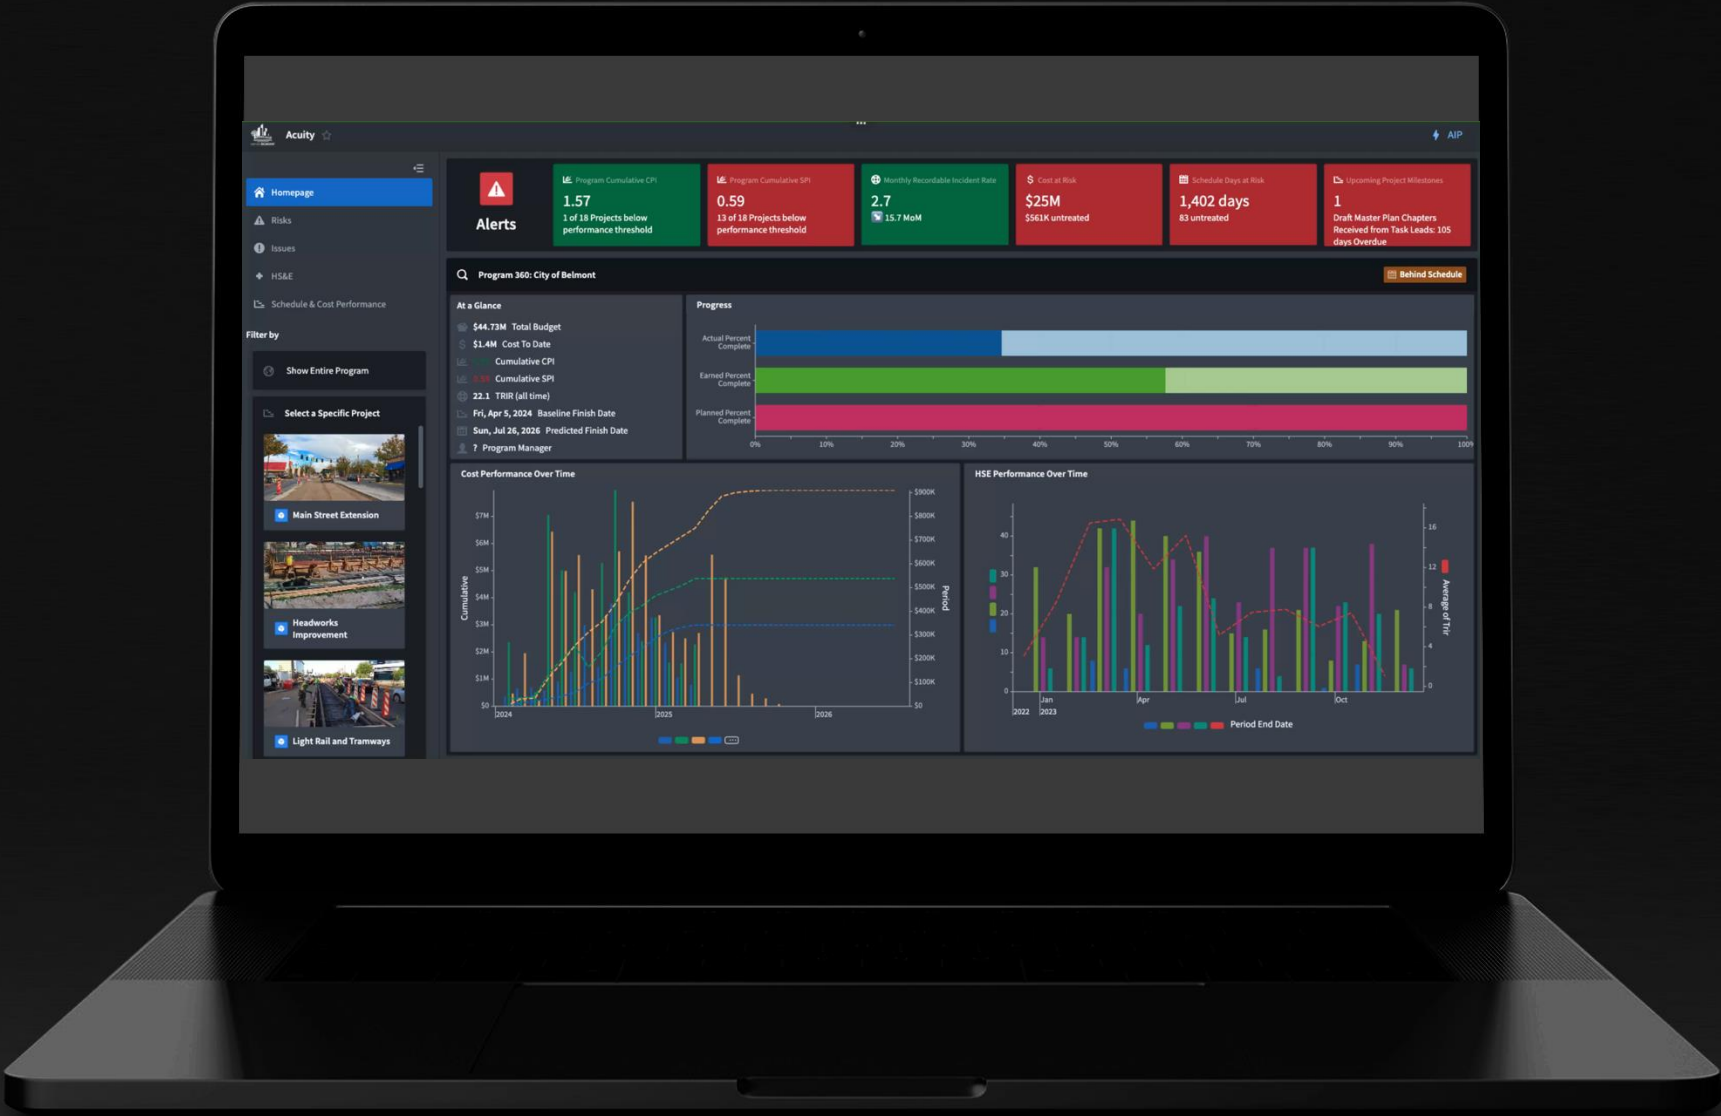 Acuity
AIP
Homepage
Risks
Issues
HS&E
Schedule & Cost Performance
Filter by
Show Entire Program
Select a Specific Project
Main Street Extension
Headworks
Improvement
Light Rail and Tramways
Alerts
Program Cumulative CPI
1.57
1 of 18 Projects below
performance threshold
Program Cumulative SPI
0.59
13 of 18 Projects below
performance threshold
Monthly Recordable Incident Rate
2.7
15.7 MoM
Cost at Risk
$25M
$561K untreated
Schedule Days at Risk
1,402 days
83 untreated
Upcoming Project Milestones
1
Draft Master Plan Chapters
Received from Task Leads: 105
days Overdue
Program 360: City of Belmont
Behind Schedule
At a Glance
$44.73M Total Budget
$1.4M Cost To Date
Cumulative CPI
Cumulative SPI
22.1 TRIR (all time)
Fri, Apr 5, 2024 Baseline Finish Date
Sun, Jul 26, 2026 Predicted Finish Date
? Program Manager
Progress
Actual Percent
Complete
Earned Percent
Complete
Planned Percent
Complete
0% 10% 20% 30% 40% 50% 60% 70% 80% 90% 100%
Cost Performance Over Time
Cumulative
$7M
$6M
$5M
$4M
$3M
$2M
$1M
$0
$900K
$800K
$700K
$600K
$500K
$400K
$300K
$200K
$100K
$0
Period
2024 2025 2026
HSE Performance Over Time
40
30
20
10
0
16
12
8
4
0
Average of Trir
Jan Apr Jul Oct
2022 2023
Period End Date